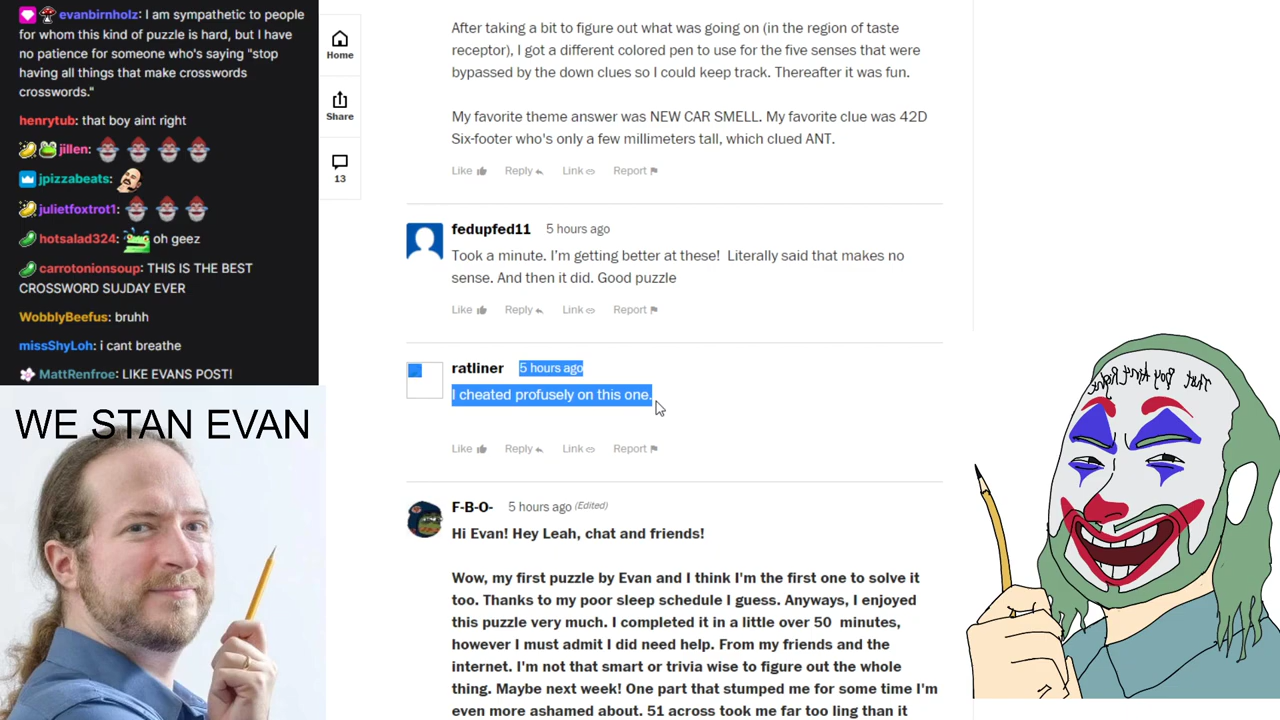 evanbirnholz: I am sympathetic to people
for whom this kind of puzzle is hard, but I have
no patience for someone who's saying "stop
having all things that make crosswords
crosswords."
henrytub: that boy aint right
jillen:
jpizzabeats:
julietfoxtrot1:
hotsalad324: oh geez
carrotonionsoup: THIS IS THE BEST
CROSSWORD SUJDAY EVER
WobblyBeefus: bruhh
missShyLoh: i cant breathe
MattRenfroe: LIKE EVANS POST!
WE STAN EVAN
Home
Share
13
After taking a bit to figure out what was going on (in the region of taste
receptor), I got a different colored pen to use for the five senses that were
bypassed by the down clues so I could keep track. Thereafter it was fun.
My favorite theme answer was NEW CAR SMELL. My favorite clue was 42D
Six-footer who's only a few millimeters tall, which clued ANT.
Like Reply Link Report
fedupfed11 5 hours ago
Took a minute. I'm getting better at these! Literally said that makes no
sense. And then it did. Good puzzle
Like Reply Link Report
ratliner 5 hours ago
I cheated profusely on this one.
Like Reply Link Report
F-B-O- 5 hours ago (Edited)
Hi Evan! Hey Leah, chat and friends!
Wow, my first puzzle by Evan and I think I'm the first one to solve it
too. Thanks to my poor sleep schedule I guess. Anyways, I enjoyed
this puzzle very much. I completed it in a little over 50 minutes,
however I must admit I did need help. From my friends and the
internet. I'm not that smart or trivia wise to figure out the whole
thing. Maybe next week! One part that stumped me for some time I'm
even more ashamed about. 51 across took me far too ling than it